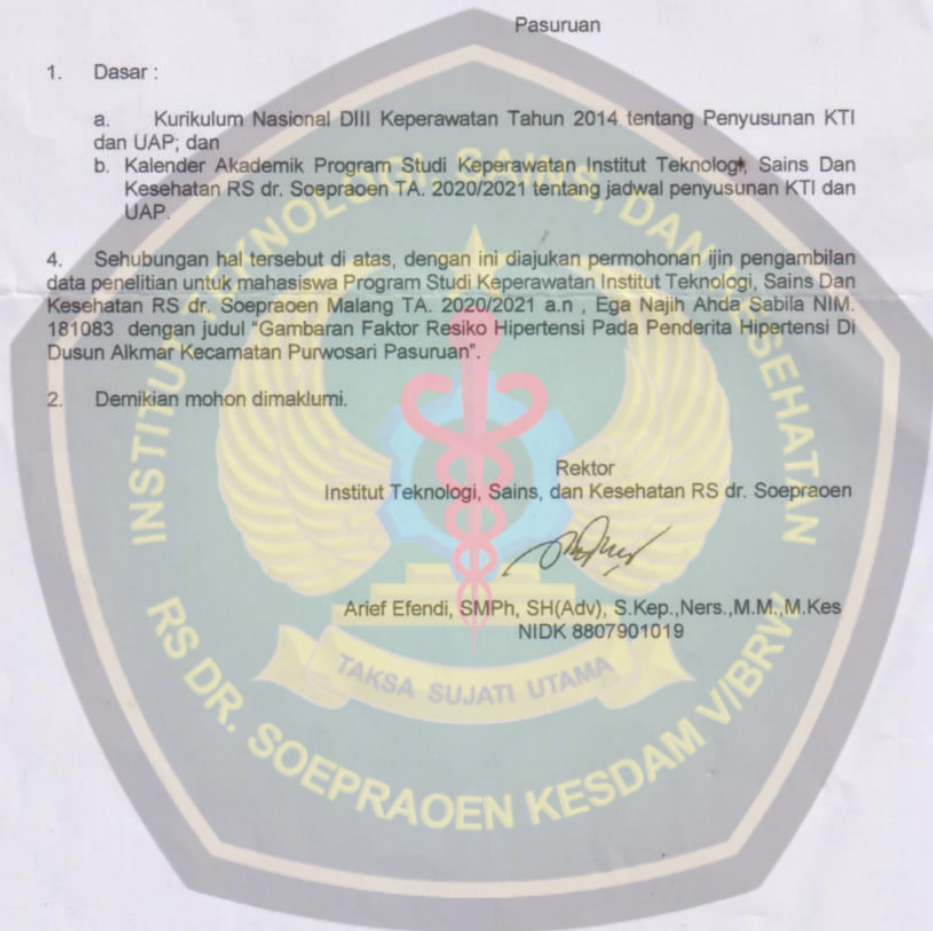 Pasuruan
1. Dasar :
a. Kurikulum Nasional DIII Keperawatan Tahun 2014 tentang Penyusunan KTI
dan UAP; dan
b. Kalender Akademik Program Studi Keperawatan Institut Teknologi, Sains Dan
Kesehatan RS dr. Soepraoen TA. 2020/2021 tentang jadwal penyusunan KTI dan
UAP.
4. Sehubungan hal tersebut di atas, dengan ini diajukan permohonan ijin pengambilan
data penelitian untuk mahasiswa Program Studi Keperawatan Institut Teknologi, Sains Dan
Kesehatan RS dr. Soepraoen Malang TA. 2020/2021 a.n , Ega Najih Ahda Sabila NIM.
181083 dengan judul "Gambaran Faktor Resiko Hipertensi Pada Penderita Hipertensi Di
Dusun Alkmar Kecamatan Purwosari Pasuruan".
2. Demikian mohon dimaklumi.
Rektor
Institut Teknologi, Sains, dan Kesehatan RS dr. Soepraoen
Arief Efendi, SMPh, SH(Adv), S.Kep.,Ners.,M.M.,M.Kes
NIDK 8807901019
INSTITUT TEKNOLOGI, SAINS, DAN KESEHATAN
TAKSA SUJATI UTAMA
RS DR. SOEPRAOEN KESDAM V/BRW